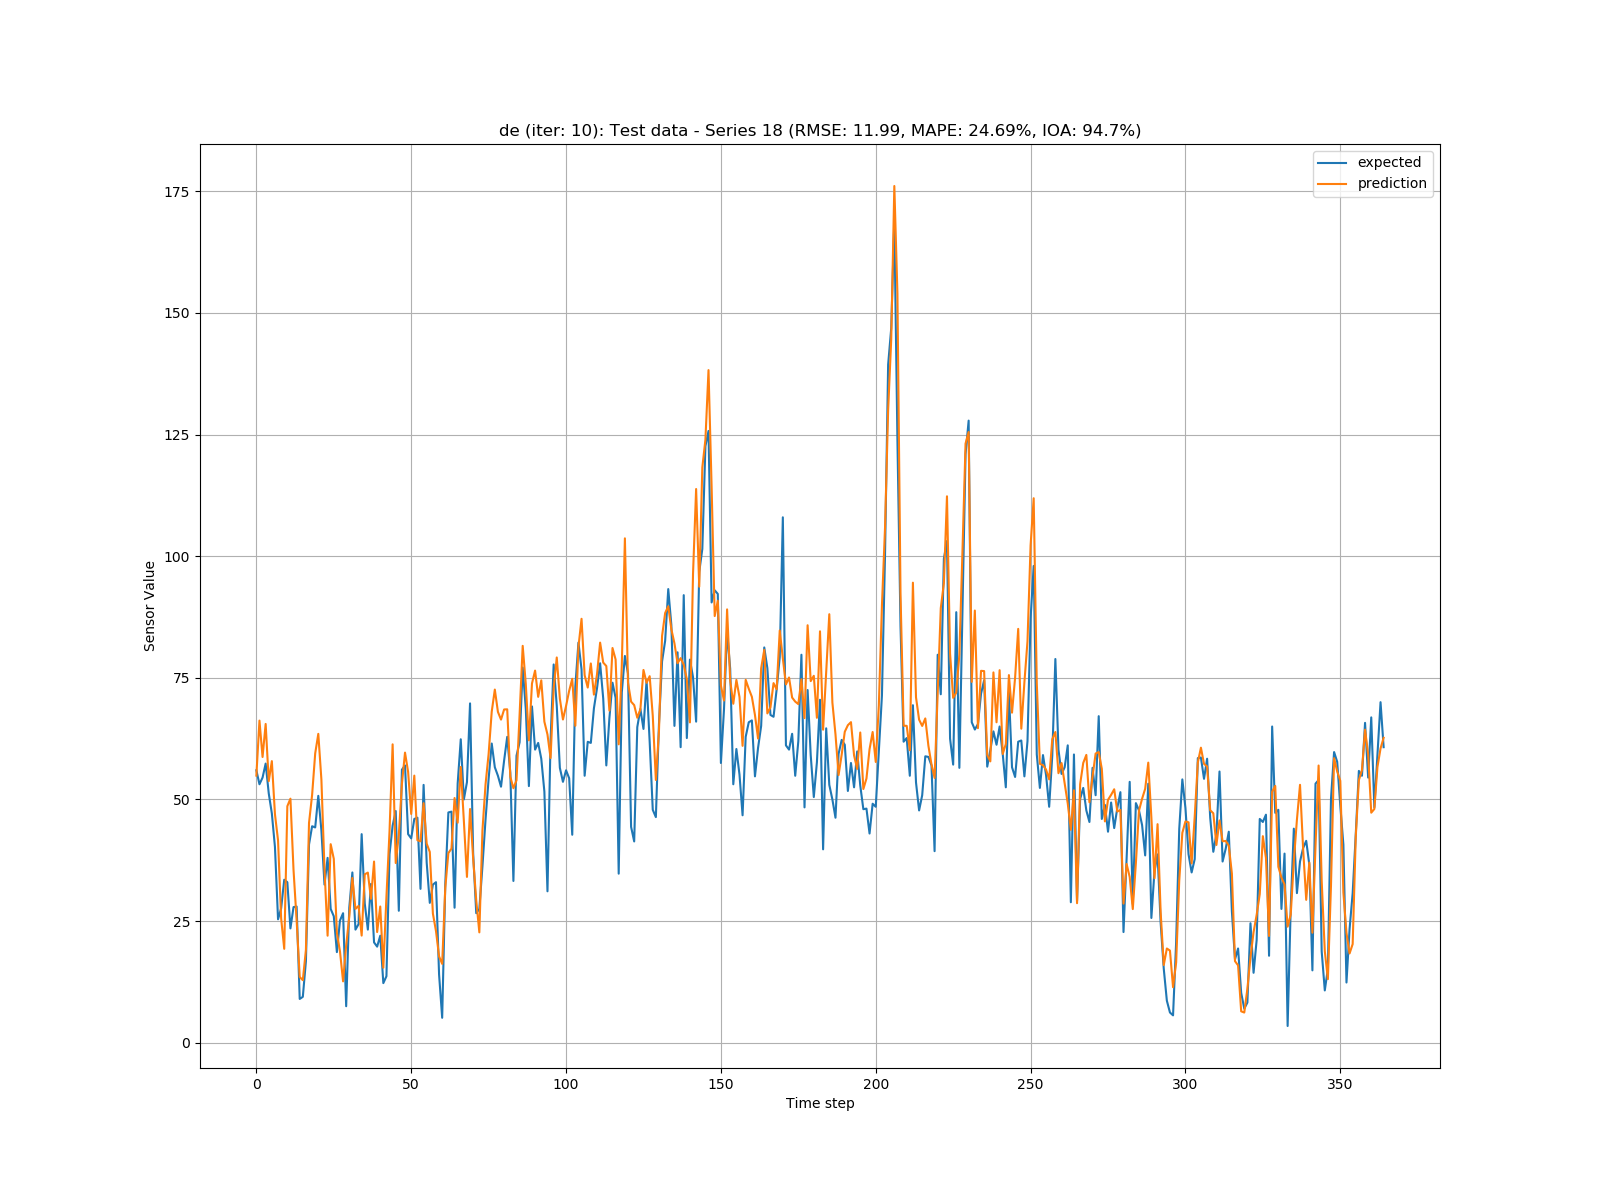 de (iter: 10): Test data - Series 18 (RMSE: 11.99, MAPE: 24.69%, IOA: 94.7%)
expected
prediction
175
150
125
100
75
50
25
0
Sensor Value
0 50 100 150 200 250 300 350
Time step